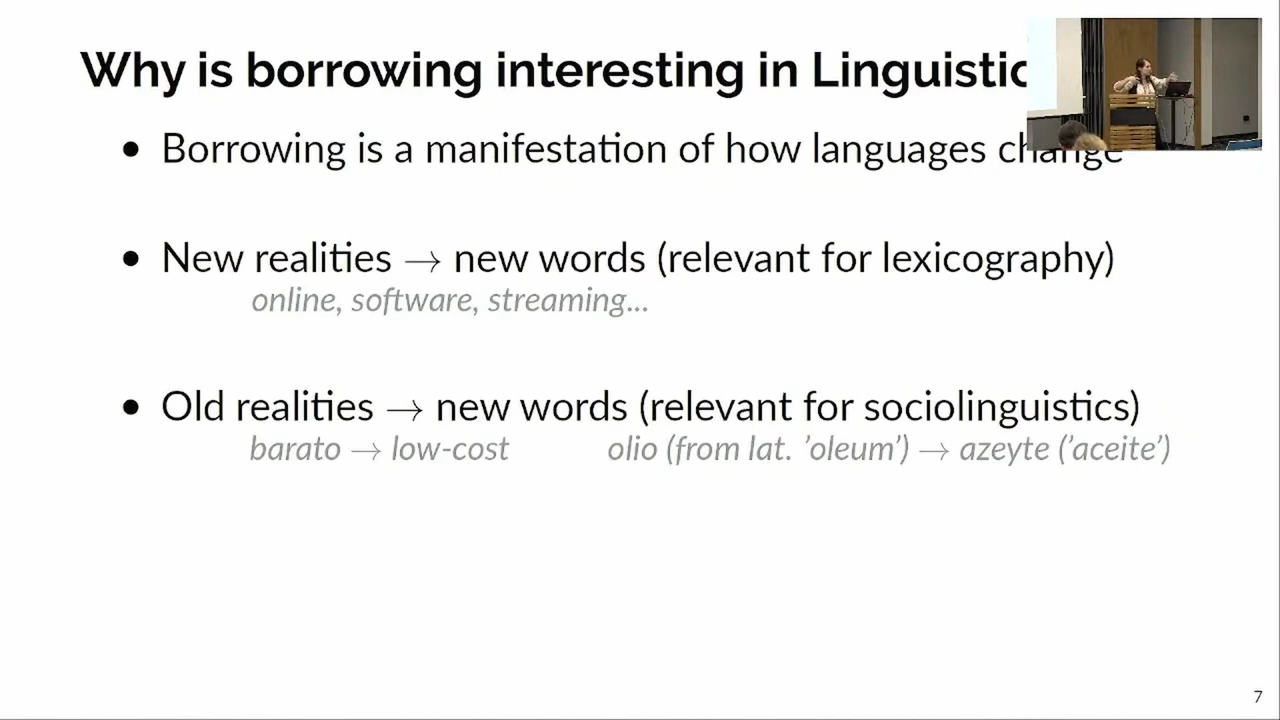 Why is borrowing interesting in Linguistic
• Borrowing is a manifestation of how languages change
• New realities → new words (relevant for lexicography)
online, software, streaming...
• Old realities → new words (relevant for sociolinguistics)
barato → low-cost olio (from lat. ’oleum’) → azeyte (’aceite’)
7